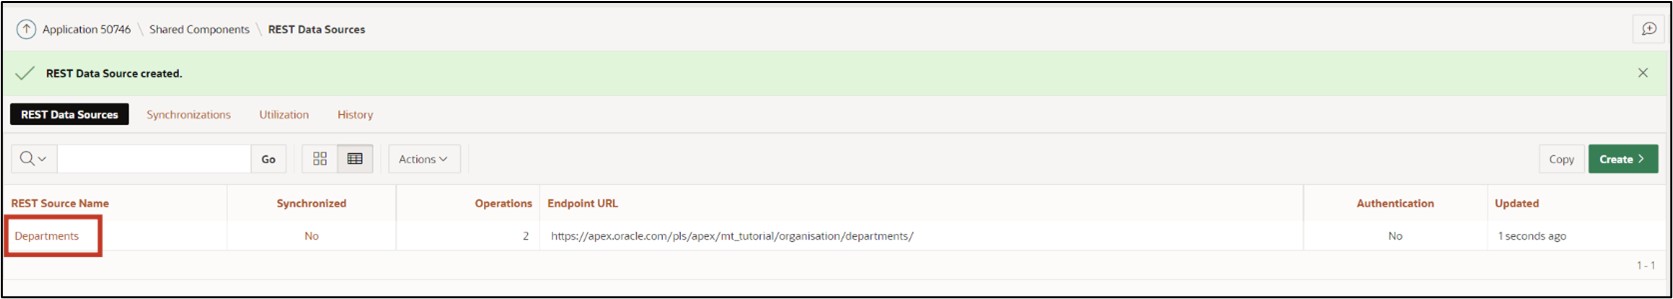 Application 50746 \ Shared Components \ REST Data Sources
REST Data Source created.
REST Data Sources Synchronizations Utilization History
Go Actions Copy Create >
REST Source Name Synchronized Operations Endpoint URL Authentication Updated
Departments No 2 https://apex.oracle.com/pls/apex/mt_tutorial/organisation/departments/ No 1 seconds ago
1 - 1